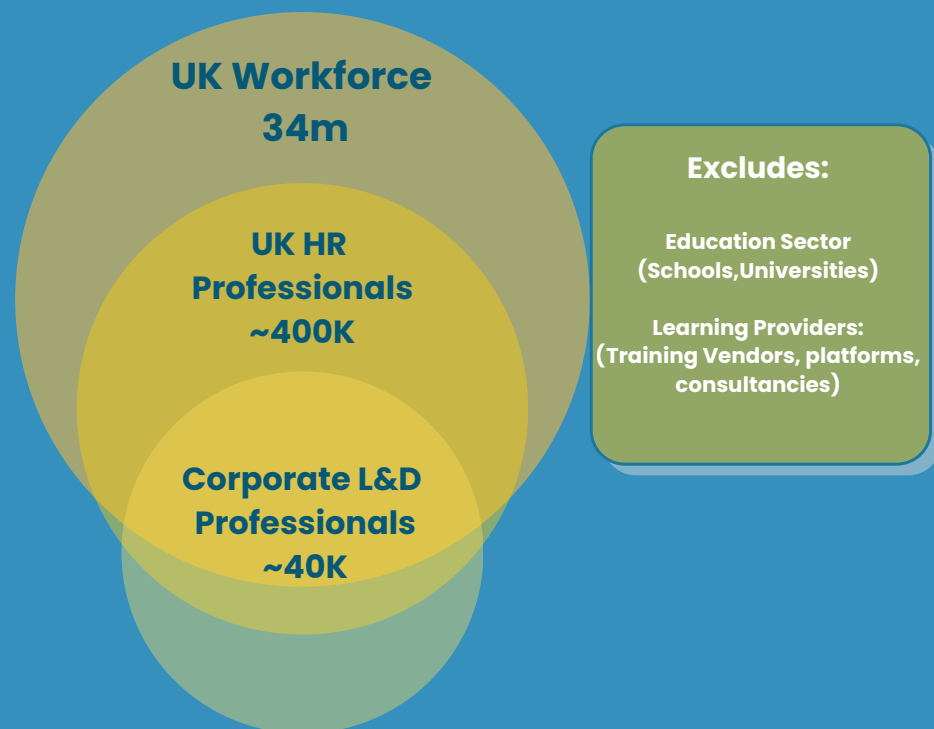 UK Workforce
34m
UK HR
Professionals
~400K
Corporate L&D
Professionals
~40K
Excludes:
Education Sector
(Schools,Universities)
Learning Providers:
(Training Vendors, platforms,
consultancies)